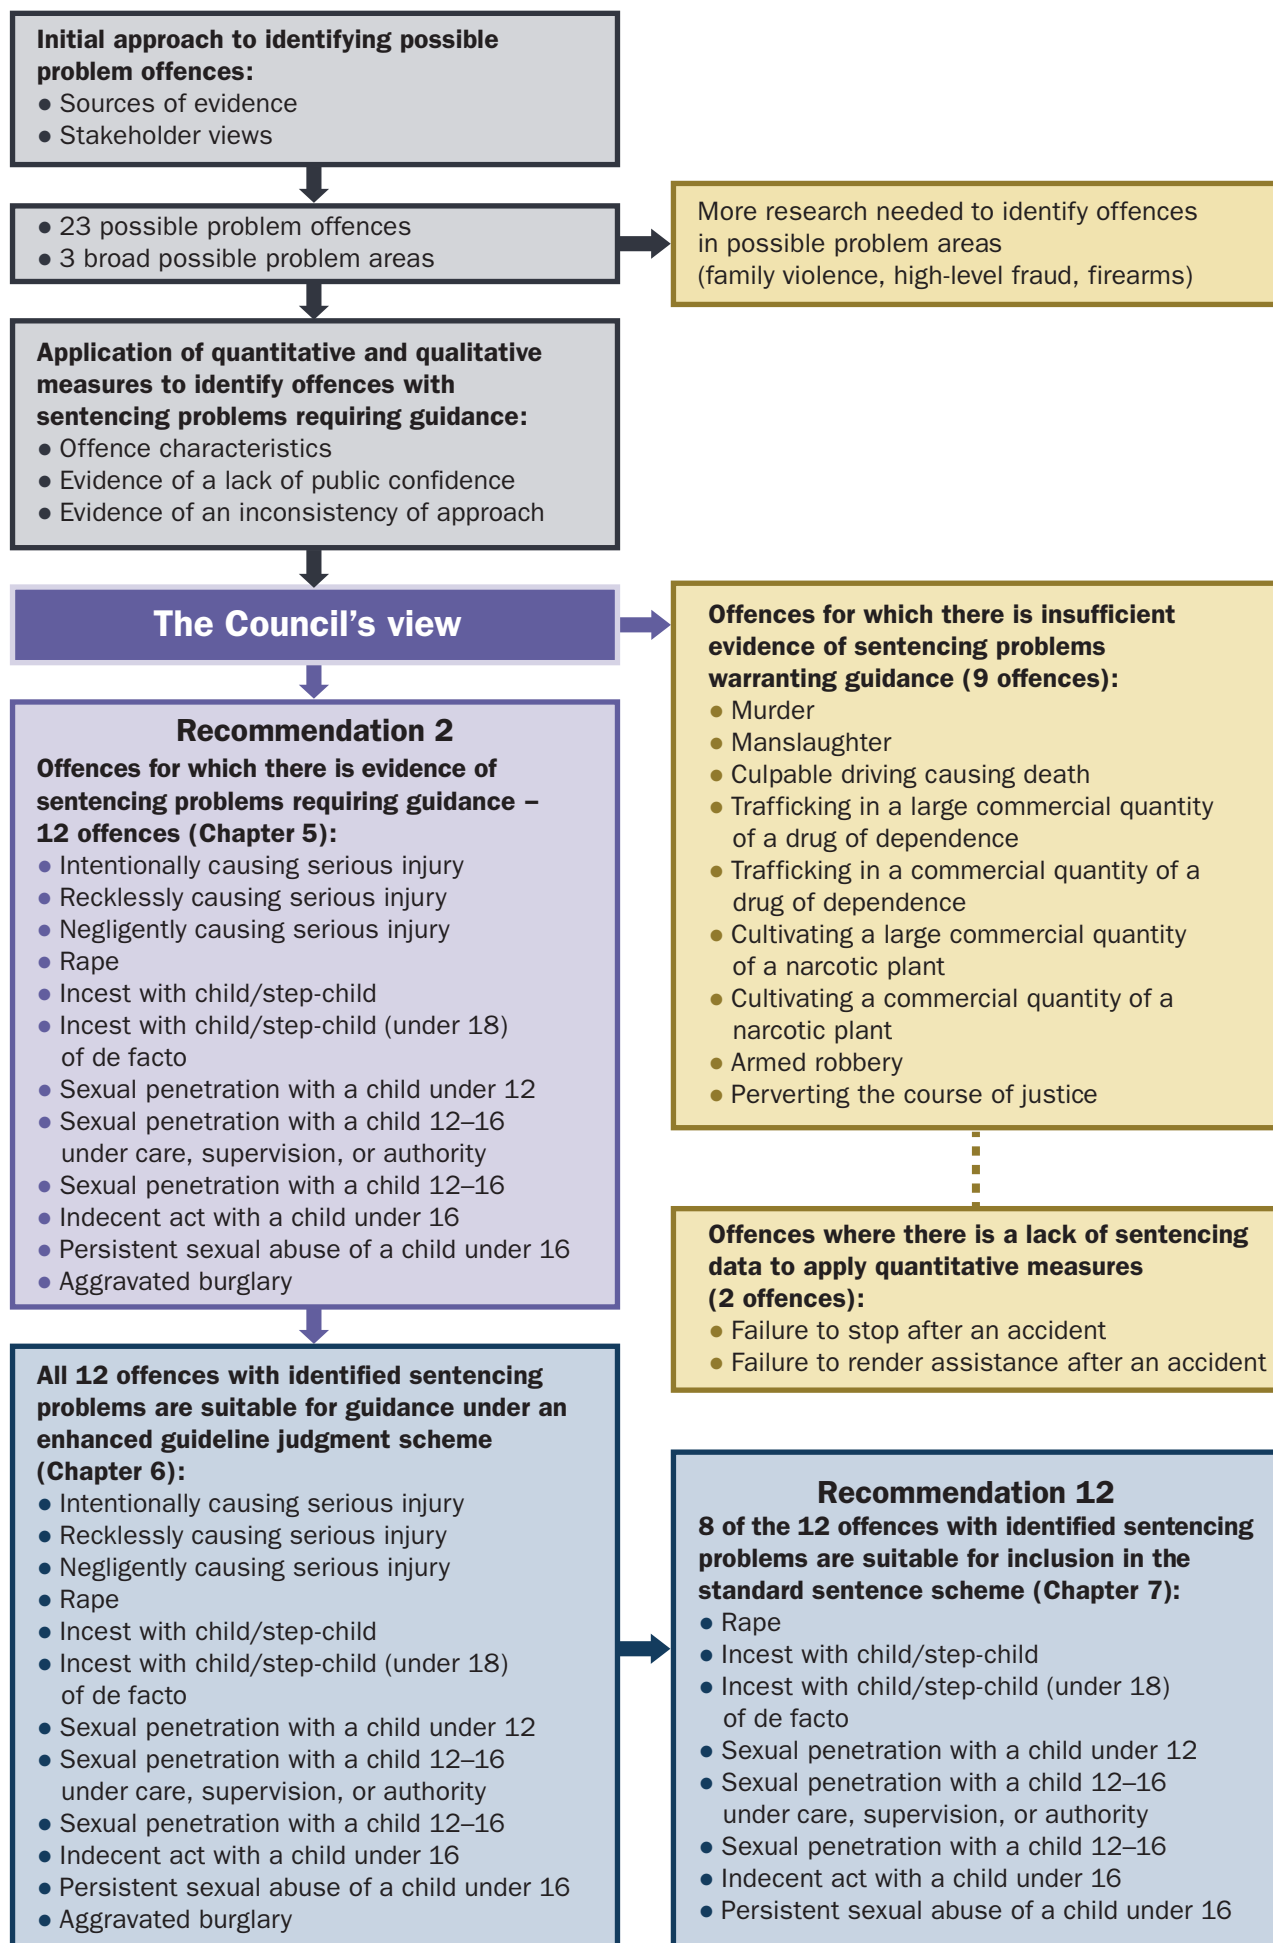 Initial approach to identifying possible
problem offences:
● Sources of evidence
● Stakeholder views
● 23 possible problem offences
● 3 broad possible problem areas
More research needed to identify offences
in possible problem areas
(family violence, high-level fraud, firearms)
Application of quantitative and qualitative
measures to identify offences with
sentencing problems requiring guidance:
● Offence characteristics
● Evidence of a lack of public confidence
● Evidence of an inconsistency of approach
The Council’s view
Offences for which there is insufficient
evidence of sentencing problems
warranting guidance (9 offences):
● Murder
● Manslaughter
● Culpable driving causing death
● Trafficking in a large commercial quantity
of a drug of dependence
● Trafficking in a commercial quantity of a
drug of dependence
● Cultivating a large commercial quantity
of a narcotic plant
● Cultivating a commercial quantity of a
narcotic plant
● Armed robbery
● Perverting the course of justice
Recommendation 2
Offences for which there is evidence of
sentencing problems requiring guidance –
12 offences (Chapter 5):
● Intentionally causing serious injury
● Recklessly causing serious injury
● Negligently causing serious injury
● Rape
● Incest with child/step-child
● Incest with child/step-child (under 18)
of de facto
● Sexual penetration with a child under 12
● Sexual penetration with a child 12–16
under care, supervision, or authority
● Sexual penetration with a child 12–16
● Indecent act with a child under 16
● Persistent sexual abuse of a child under 16
● Aggravated burglary
Offences where there is a lack of sentencing
data to apply quantitative measures
(2 offences):
● Failure to stop after an accident
● Failure to render assistance after an accident
All 12 offences with identified sentencing
problems are suitable for guidance under an
enhanced guideline judgment scheme
(Chapter 6):
● Intentionally causing serious injury
● Recklessly causing serious injury
● Negligently causing serious injury
● Rape
● Incest with child/step-child
● Incest with child/step-child (under 18)
of de facto
● Sexual penetration with a child under 12
● Sexual penetration with a child 12–16
under care, supervision, or authority
● Sexual penetration with a child 12–16
● Indecent act with a child under 16
● Persistent sexual abuse of a child under 16
● Aggravated burglary
Recommendation 12
8 of the 12 offences with identified sentencing
problems are suitable for inclusion in the
standard sentence scheme (Chapter 7):
● Rape
● Incest with child/step-child
● Incest with child/step-child (under 18)
of de facto
● Sexual penetration with a child under 12
● Sexual penetration with a child 12–16
under care, supervision, or authority
● Sexual penetration with a child 12–16
● Indecent act with a child under 16
● Persistent sexual abuse of a child under 16